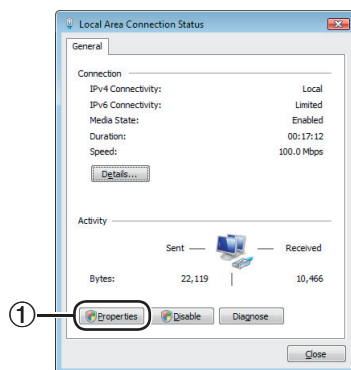 Local Area Connection Status
General
Connection
IPv4 Connectivity: Local
IPv6 Connectivity: Limited
Media State: Enabled
Duration: 00:17:12
Speed: 100.0 Mbps
Details...
Activity
Sent — — Received
Bytes: 22,119 | 10,466
1
Properties Disable Diagnose
Close